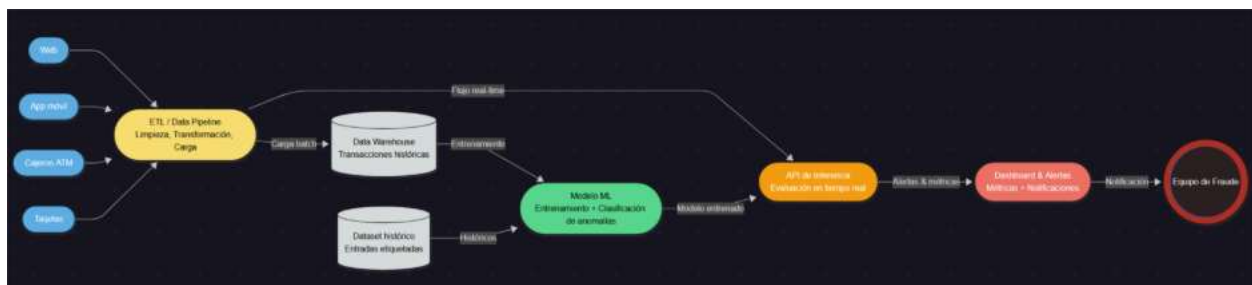 Web
App móvil
Cajeros ATM
Tarjetas
ETL / Data Pipeline
Limpieza, Transformación,
Carga
Flujo real-time
Carga batch
Data Warehouse
Transacciones históricas
Entrenamiento
Dataset histórico
Entradas etiquetadas
Históricos
Modelo ML
Entrenamiento + Clasificación
de anomalías
Modelo entrenado
API de Inferencia
Evaluación en tiempo real
Alertas & métricas
Dashboard & Alertas
Métricas + Notificaciones
Notificación
Equipo de Fraude